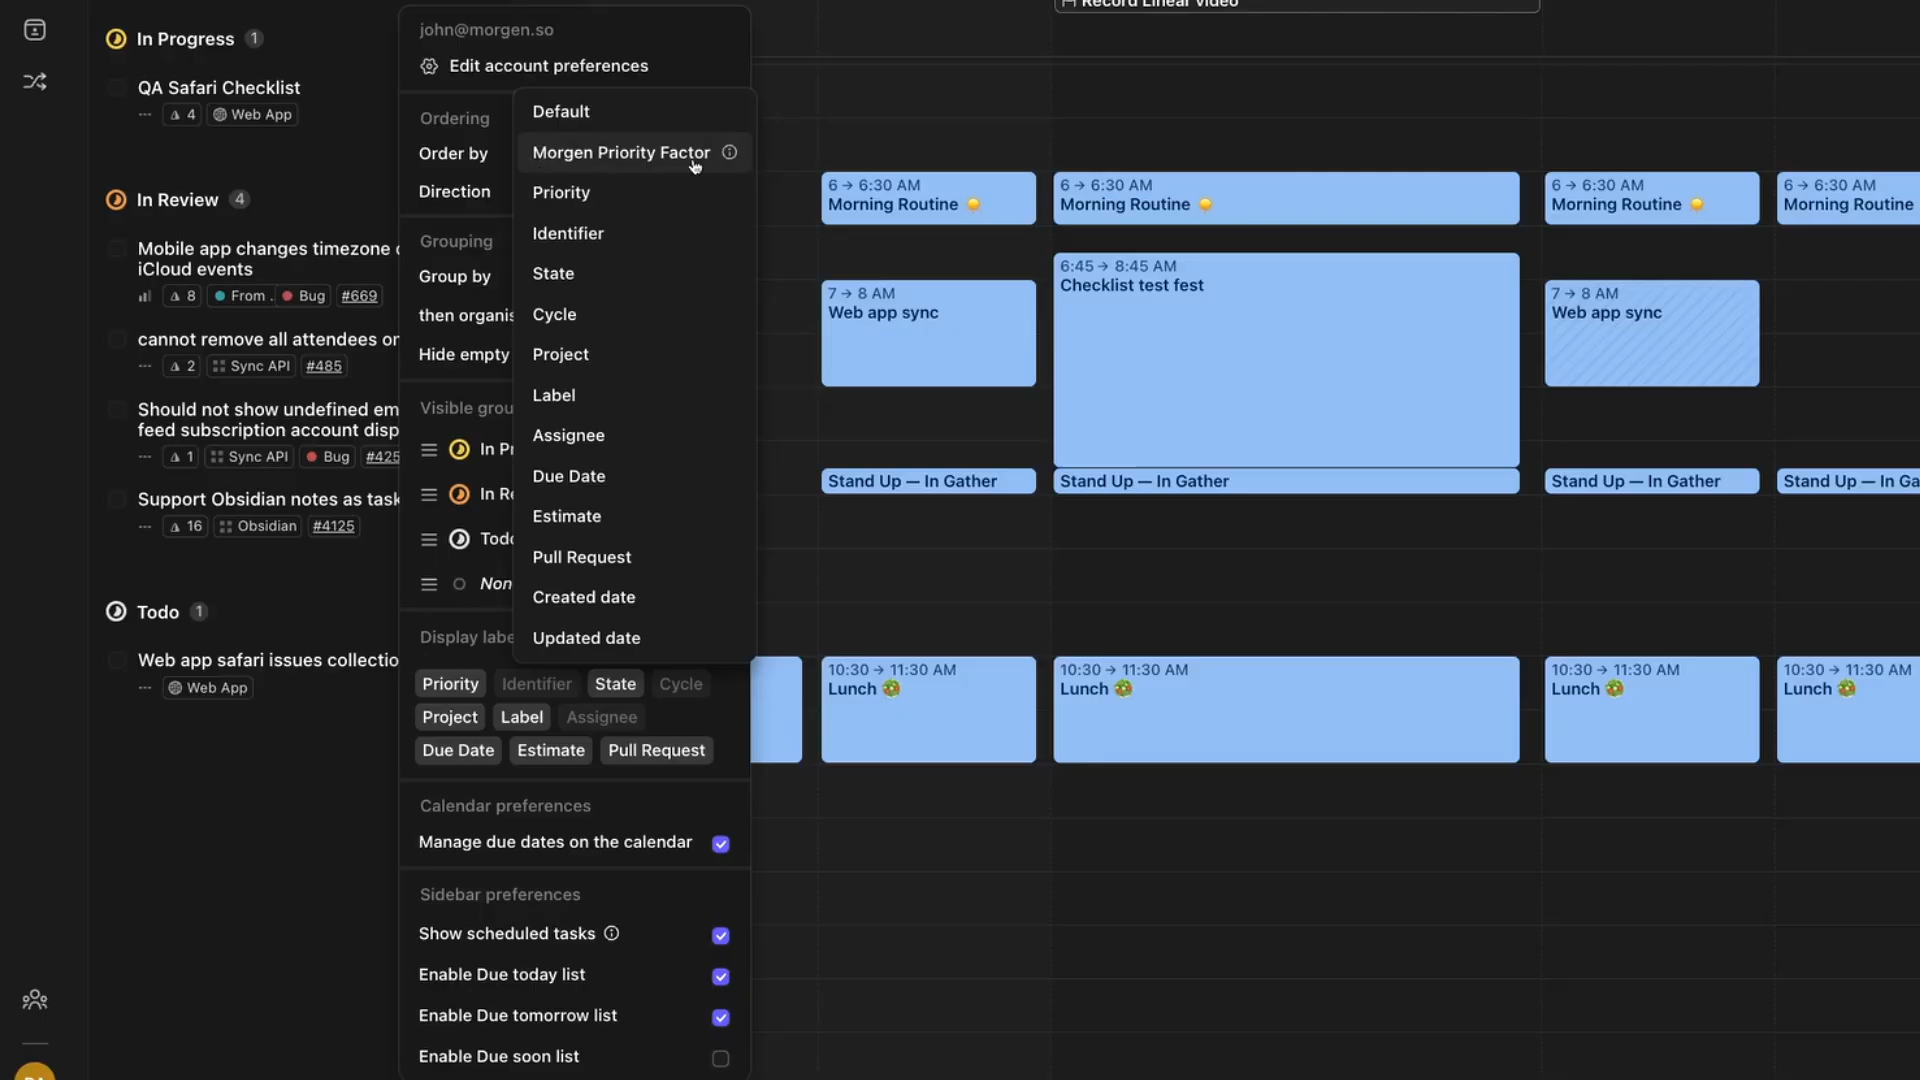 In Progress 1
QA Safari Checklist
4 Web App
In Review 4
Mobile app changes timezone
iCloud events
8 From . Bug #669
cannot remove all attendees
2 Sync API #485
Should not show undefined
feed subscription account
1 Sync API Bug #425
Support Obsidian notes as
16 Obsidian #4125
Todo 1
Web app safari issues
Web App
john@morgen.so
Edit account preferences
Ordering
Order by
Direction
Grouping
Group by
then
Hide empty
Visible
In
In
Display
Priority Identifier State Cycle
Project Label Assignee
Due Date Estimate Pull Request
Calendar preferences
Manage due dates on the calendar
Sidebar preferences
Show scheduled tasks
Enable Due today list
Enable Due tomorrow list
Enable Due soon list
Default
Morgen Priority Factor
Priority
Identifier
State
Cycle
Project
Label
Assignee
Due Date
Estimate
Pull Request
Created date
Updated date
Record Linear video
6 → 6:30 AM
Morning Routine
7 → 8 AM
Web app sync
Stand Up — In Gather
10:30 → 11:30 AM
Lunch
6 → 6:30 AM
Morning Routine
6:45 → 8:45 AM
Checklist test fest
Stand Up — In Gather
10:30 → 11:30 AM
Lunch
6 → 6:30 AM
Morning Routine
7 → 8 AM
Web app sync
Stand Up — In Gather
10:30 → 11:30 AM
Lunch
6 → 6:30 AM
Morning Routine
Stand Up — In
10:30 → 11:30 AM
Lunch